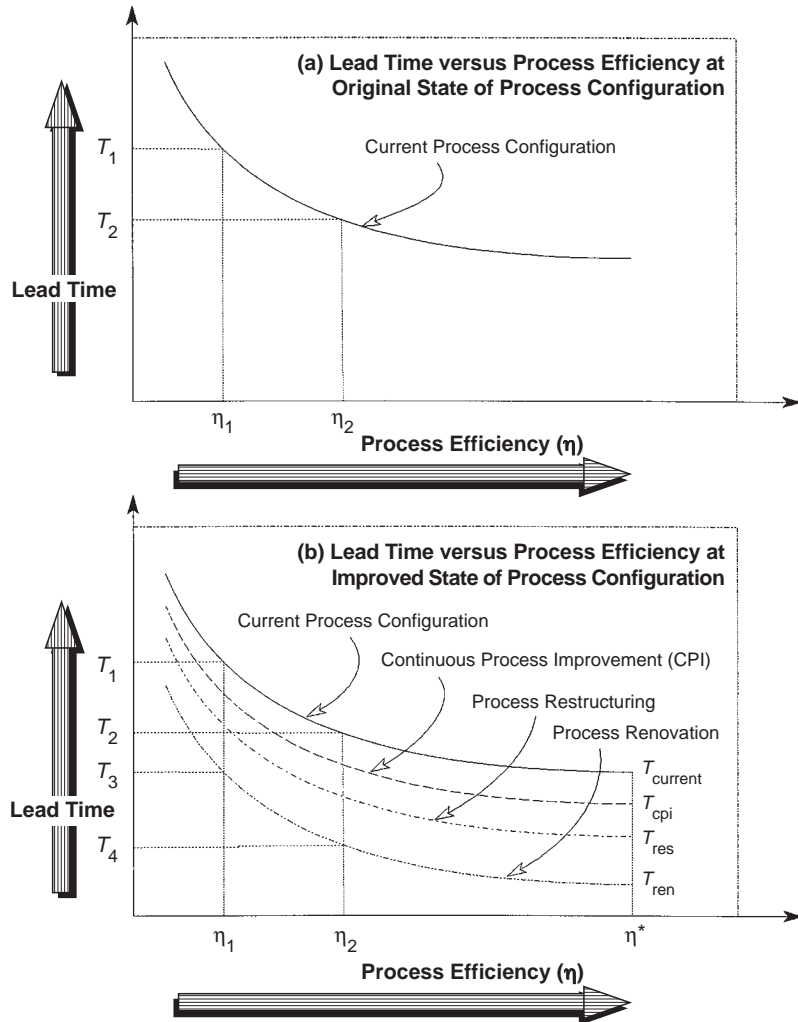 (a) Lead Time versus Process Efficiency at
Original State of Process Configuration
T1
Current Process Configuration
T2
Lead Time
η1
η2
Process Efficiency (η)
(b) Lead Time versus Process Efficiency at
Improved State of Process Configuration
Current Process Configuration
T1
Continuous Process Improvement (CPI)
Process Restructuring
T2
Process Renovation
T3
Tcurrent
Lead Time
Tcpi
Tres
T4
Tren
η1
η2
η*
Process Efficiency (η)